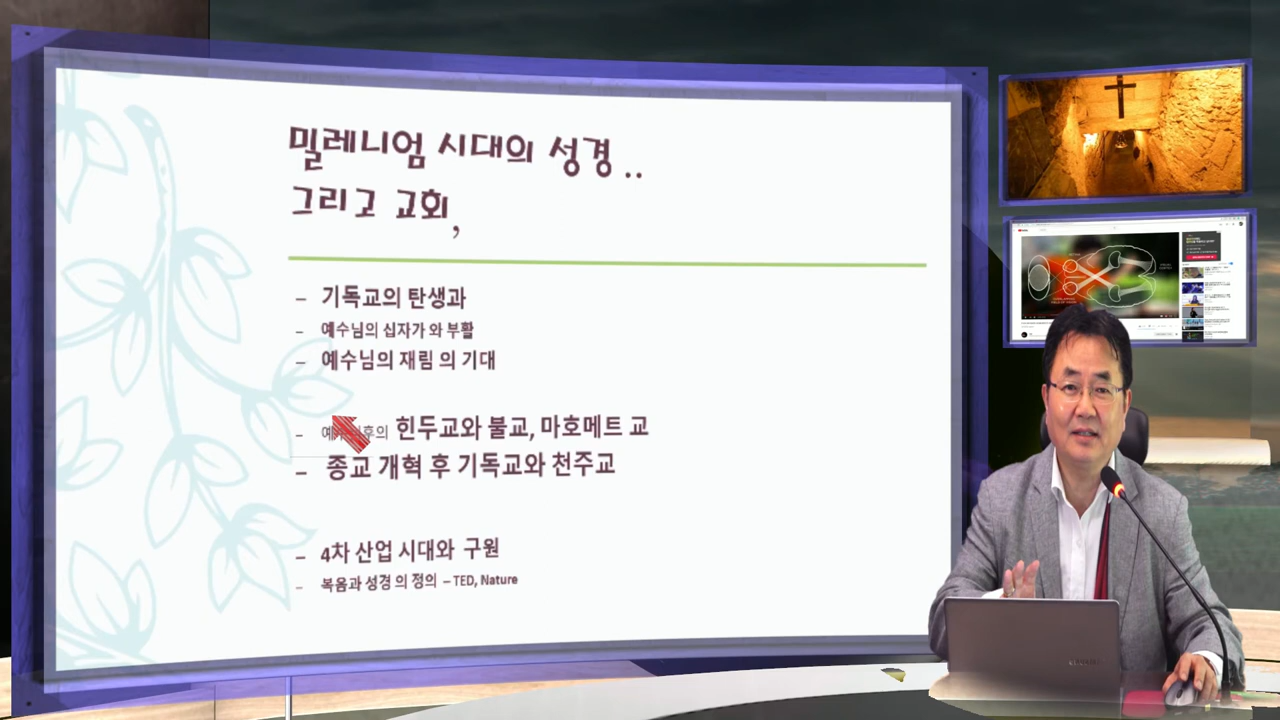 밀레니엄 시대의 성경 ..
그리고 교회,
– 기독교의 탄생과
– 예수님의 십자가 와 부활
– 예수님의 재림 의 기대
– 힌두교와 불교, 마호메트 교
– 종교 개혁 후 기독교와 천주교
– 4차 산업 시대와 구원
– 복음과 성경 의 정의 – TED, Nature